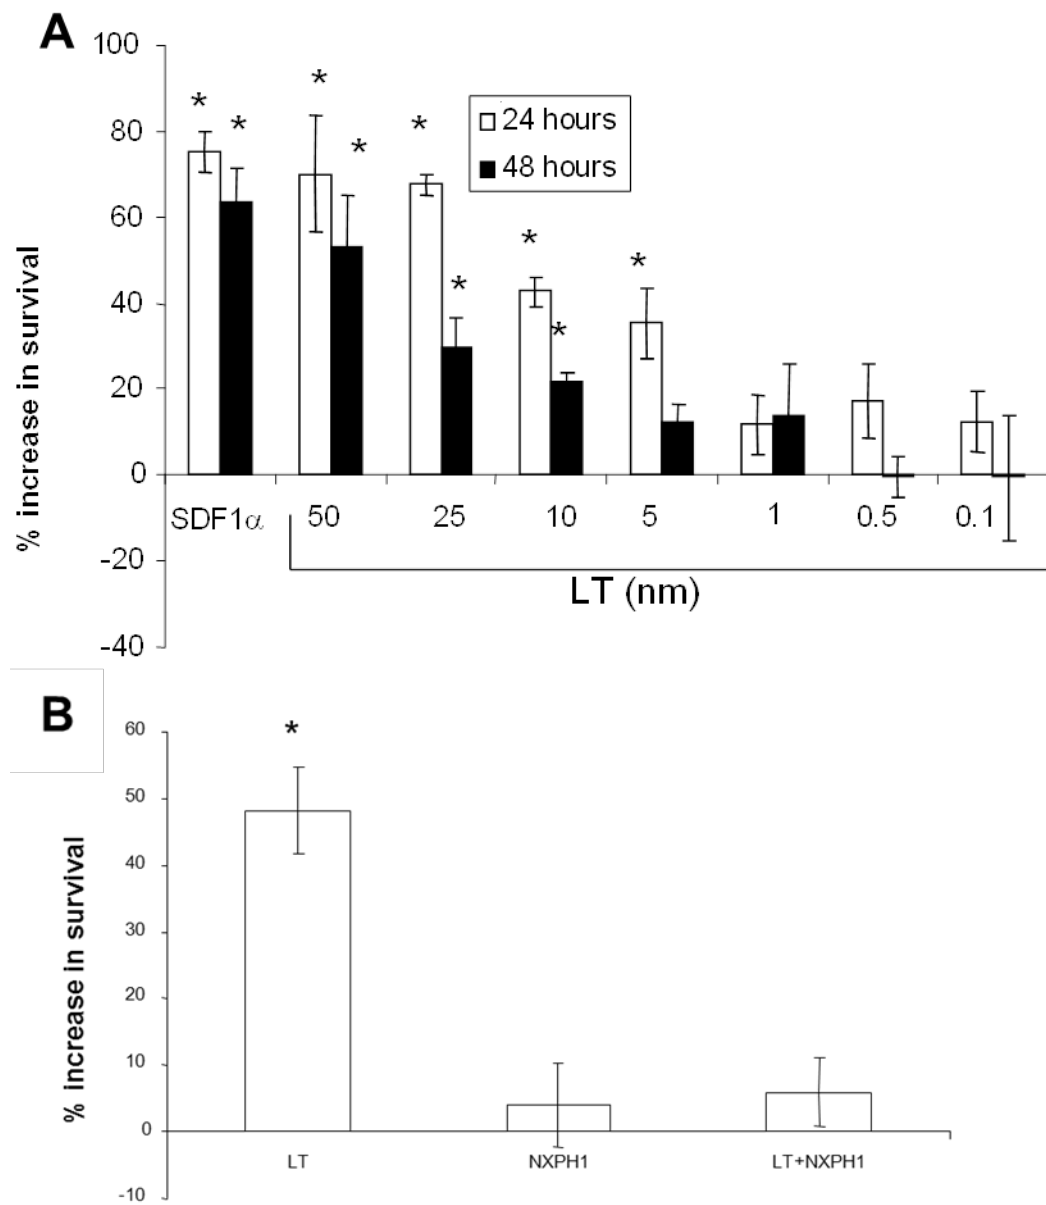 A
100
80
60
40
20
0
-20
-40
% increase in survival
* * * * * * * * *
24 hours
48 hours
SDF1α 50 25 10 5 1 0.5 0.1
LT (nm)
B
60
50
40
30
20
10
0
-10
% increase in survival
*
LT NXPH1 LT+NXPH1